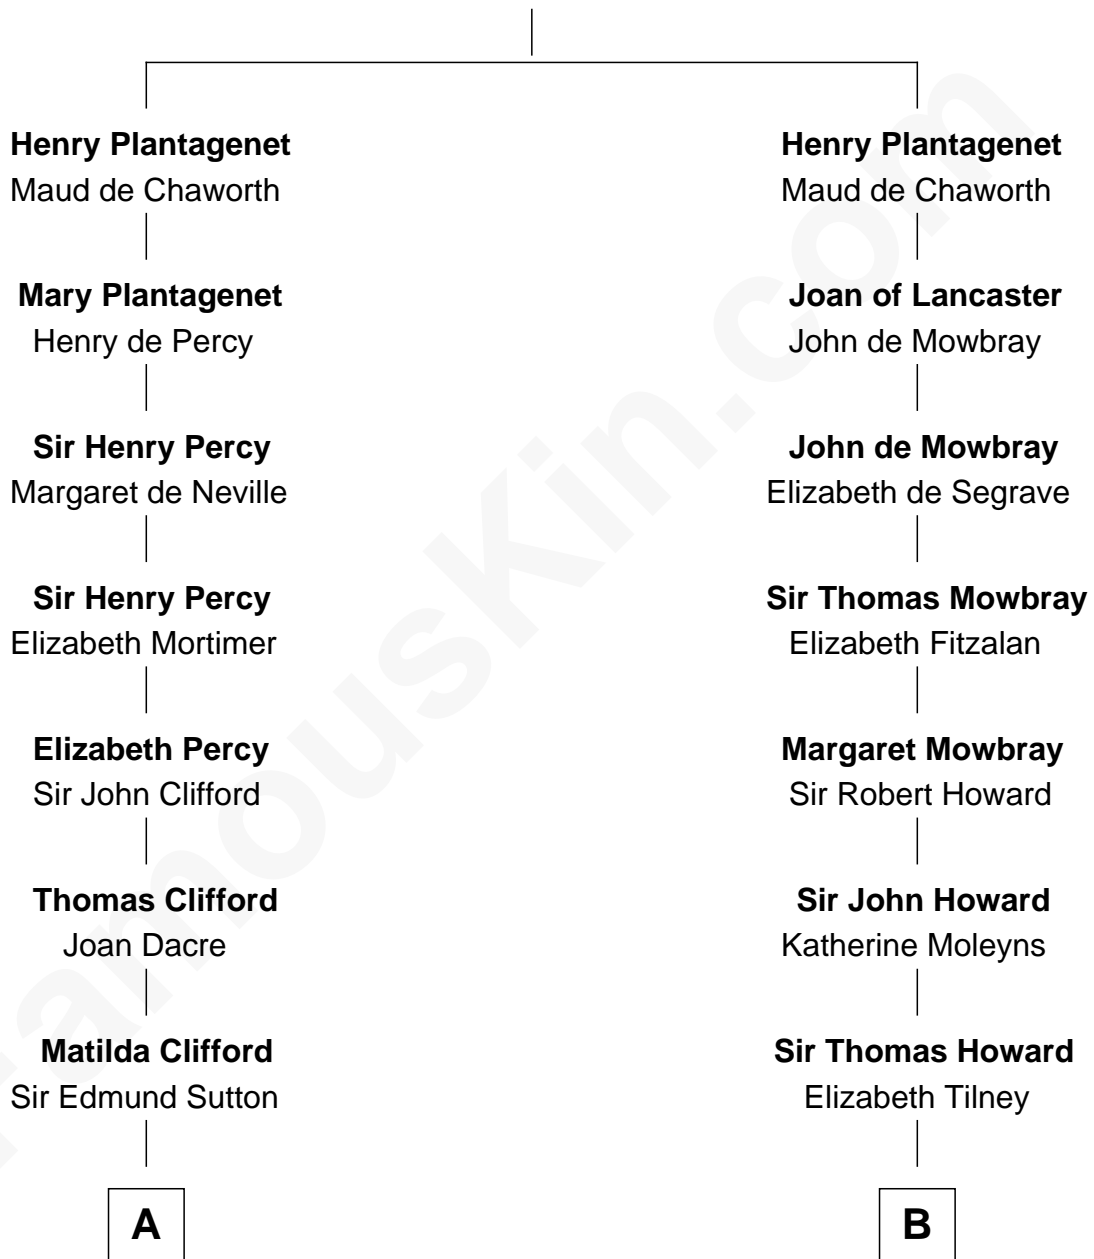 Henry Plantagenet
Maud de Chaworth
Mary Plantagenet
Henry de Percy
Sir Henry Percy
Margaret de Neville
Sir Henry Percy
Elizabeth Mortimer
Elizabeth Percy
Sir John Clifford
Thomas Clifford
Joan Dacre
Matilda Clifford
Sir Edmund Sutton
A
Henry Plantagenet
Maud de Chaworth
Joan of Lancaster
John de Mowbray
John de Mowbray
Elizabeth de Segrave
Sir Thomas Mowbray
Elizabeth Fitzalan
Margaret Mowbray
Sir Robert Howard
Sir John Howard
Katherine Moleyns
Sir Thomas Howard
Elizabeth Tilney
B
FamousKin.com